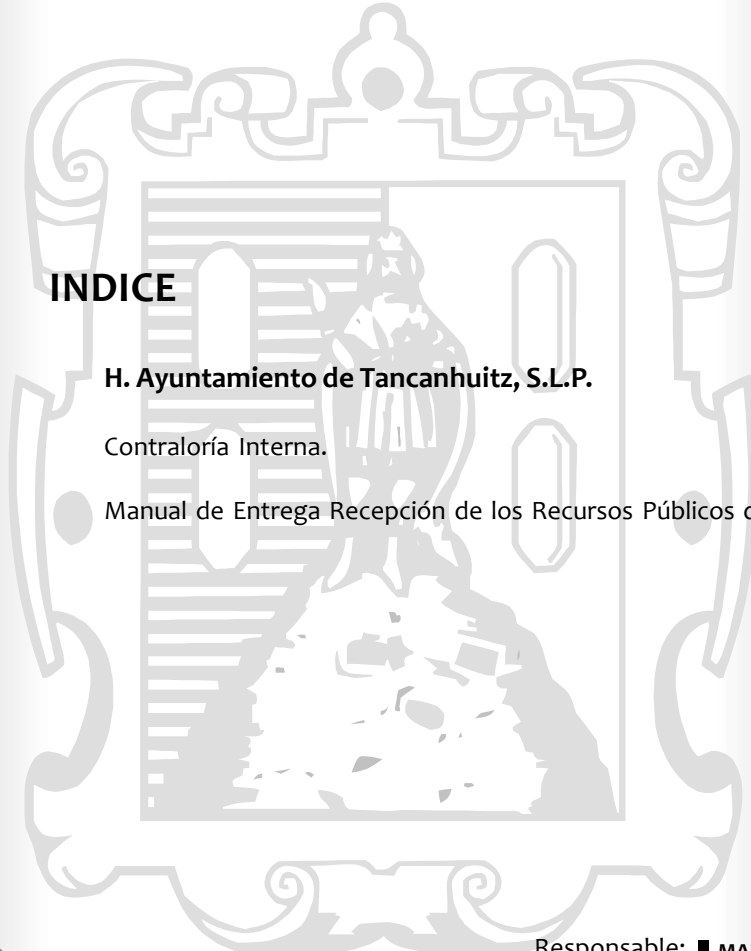 INDICE
H. Ayuntamiento de Tancanhuitz, S.L.P.
Contraloría Interna.
Manual de Entrega Recepción de los Recursos Públicos
Responsable: